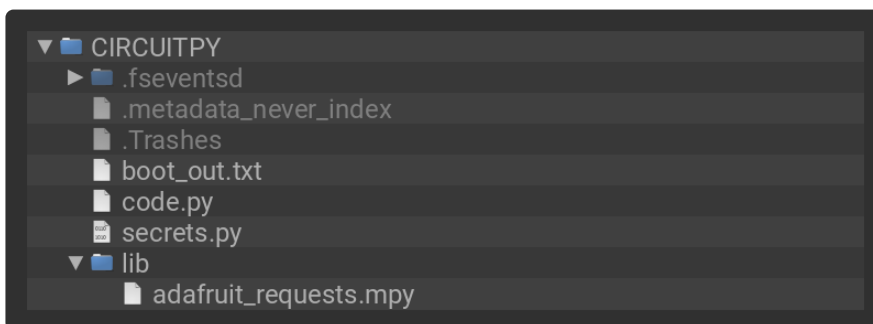 CIRCUITPY
.fseventsd
.metadata_never_index
.Trashes
boot_out.txt
code.py
secrets.py
lib
adafruit_requests.mpy